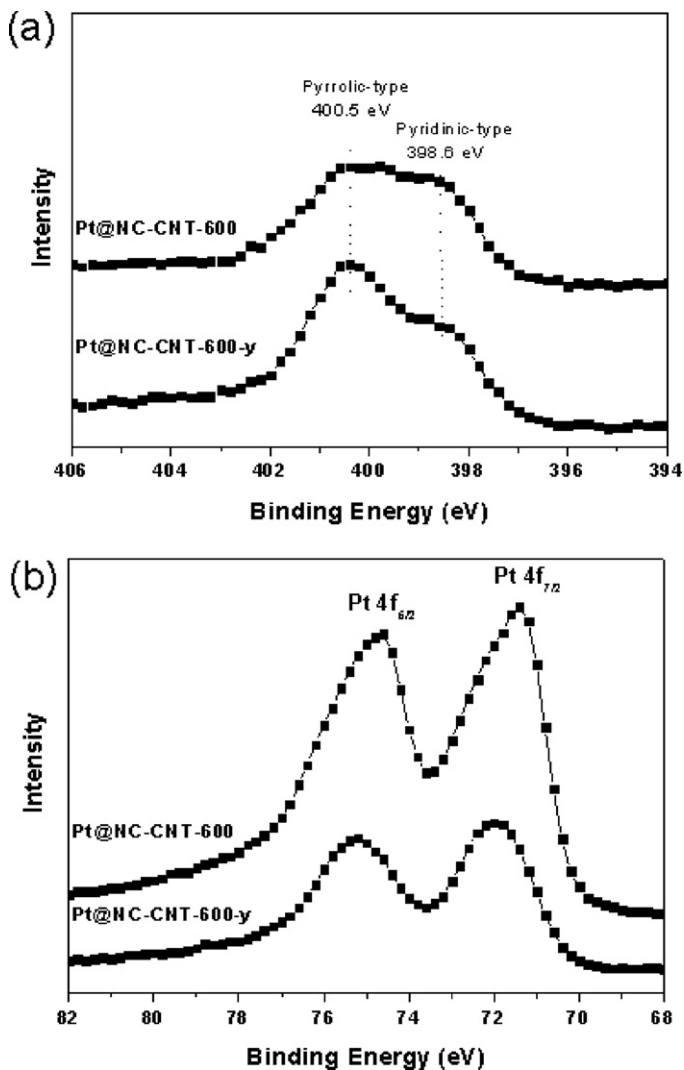 (a)
Pyrrolic-type
400.5 eV
Pyridinic-type
398.6 eV
Pt@NC-CNT-600
Pt@NC-CNT-600-y
Intensity
406 404 402 400 398 396 394
Binding Energy (eV)
(b)
Pt 4f5/2
Pt 4f7/2
Pt@NC-CNT-600
Pt@NC-CNT-600-y
Intensity
82 80 78 76 74 72 70 68
Binding Energy (eV)